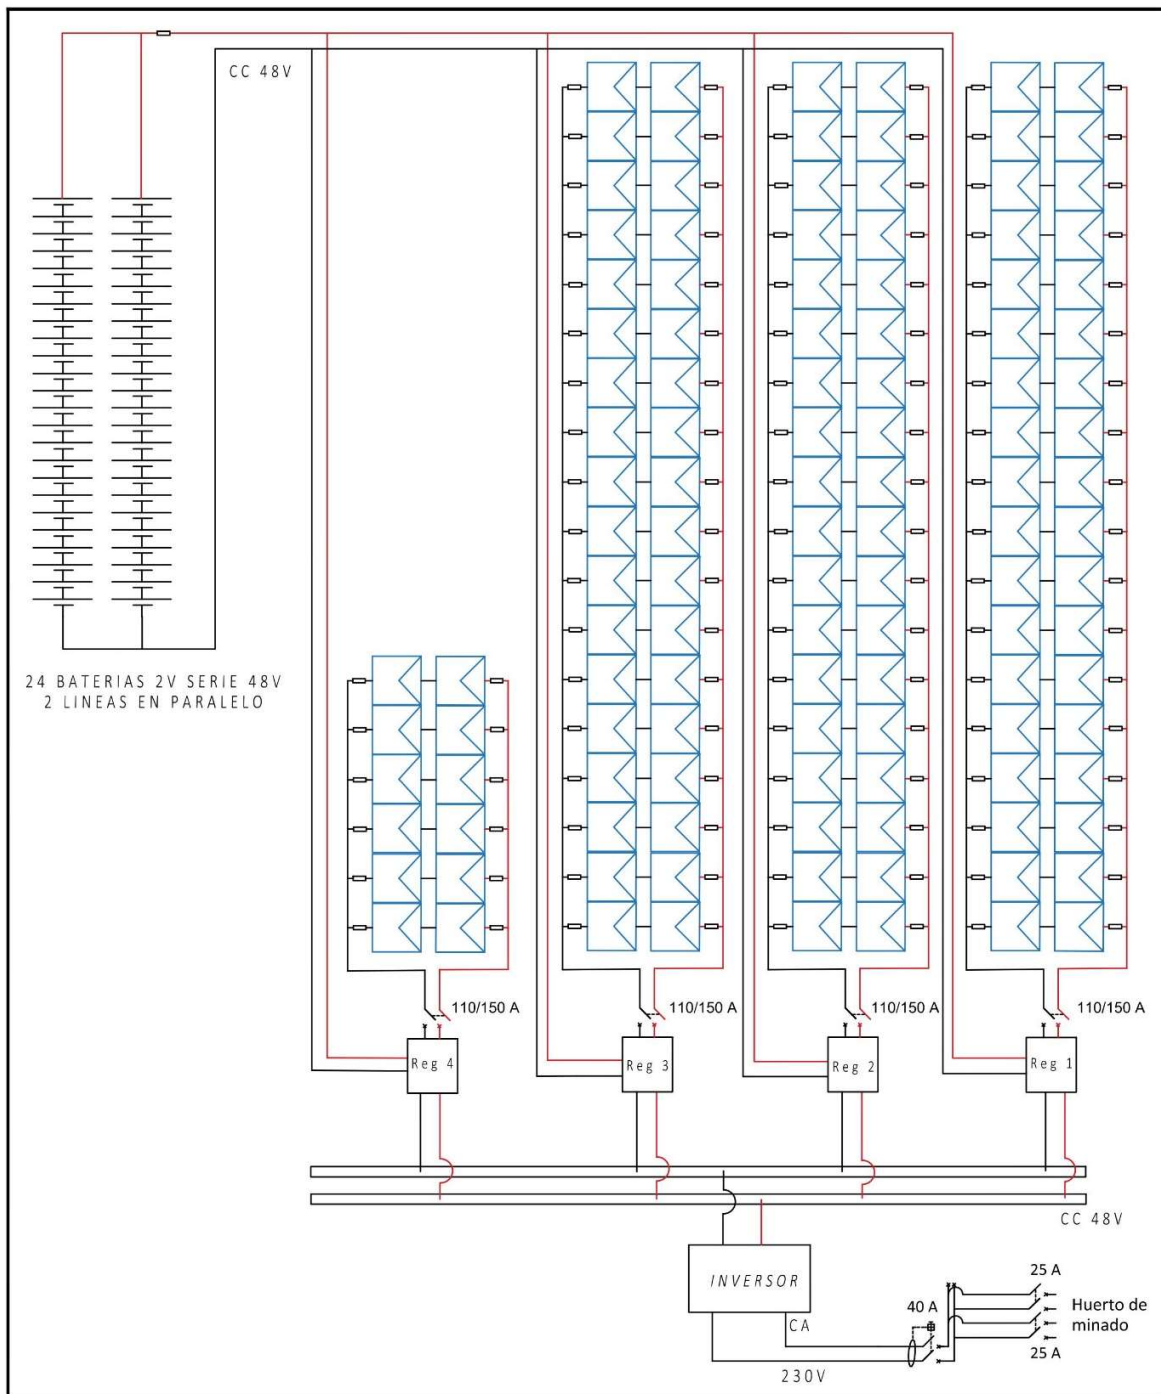 CC 48V
24 BATERIAS 2V SERIE 48V
2 LINEAS EN PARALELO
110/150 A
110/150 A
110/150 A
110/150 A
Reg 4
Reg 3
Reg 2
Reg 1
CC 48V
INVERSOR
CA
230V
40 A
25 A
Huerto de
minado
25 A